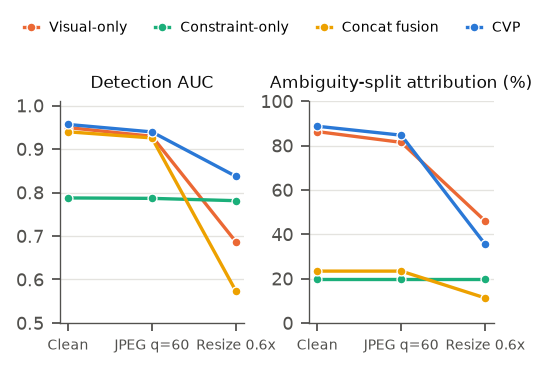 Visual-only Constraint-only Concat fusion CVP
Detection AUC
1.0
0.9
0.8
0.7
0.6
0.5
Clean JPEG q=60 Resize 0.6x
Ambiguity-split attribution (%)
100
80
60
40
20
0
Clean JPEG q=60 Resize 0.6x